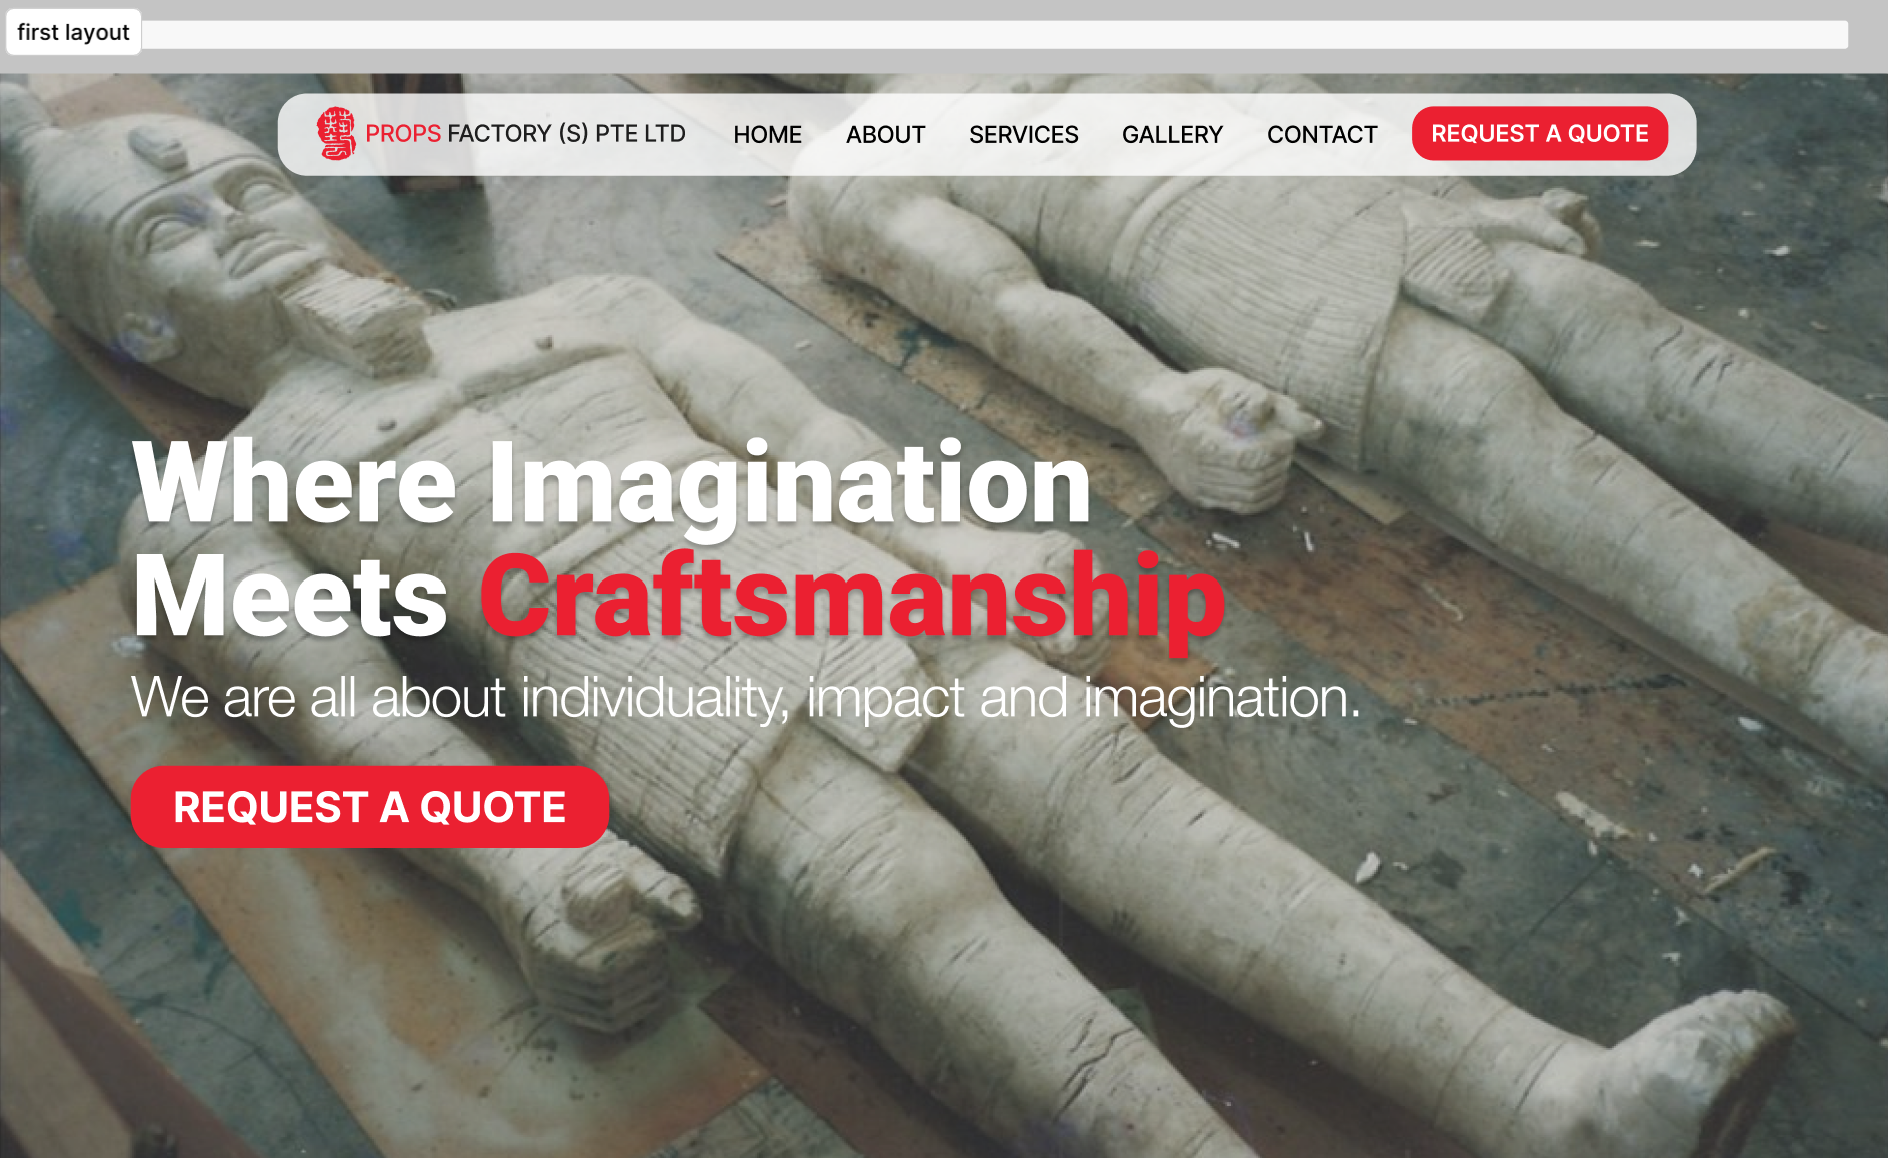 first layout
PROPS FACTORY (S) PTE LTD HOME ABOUT SERVICES GALLERY CONTACT REQUEST A QUOTE
Where Imagination
Meets Craftsmanship
We are all about individuality, impact and imagination.
REQUEST A QUOTE